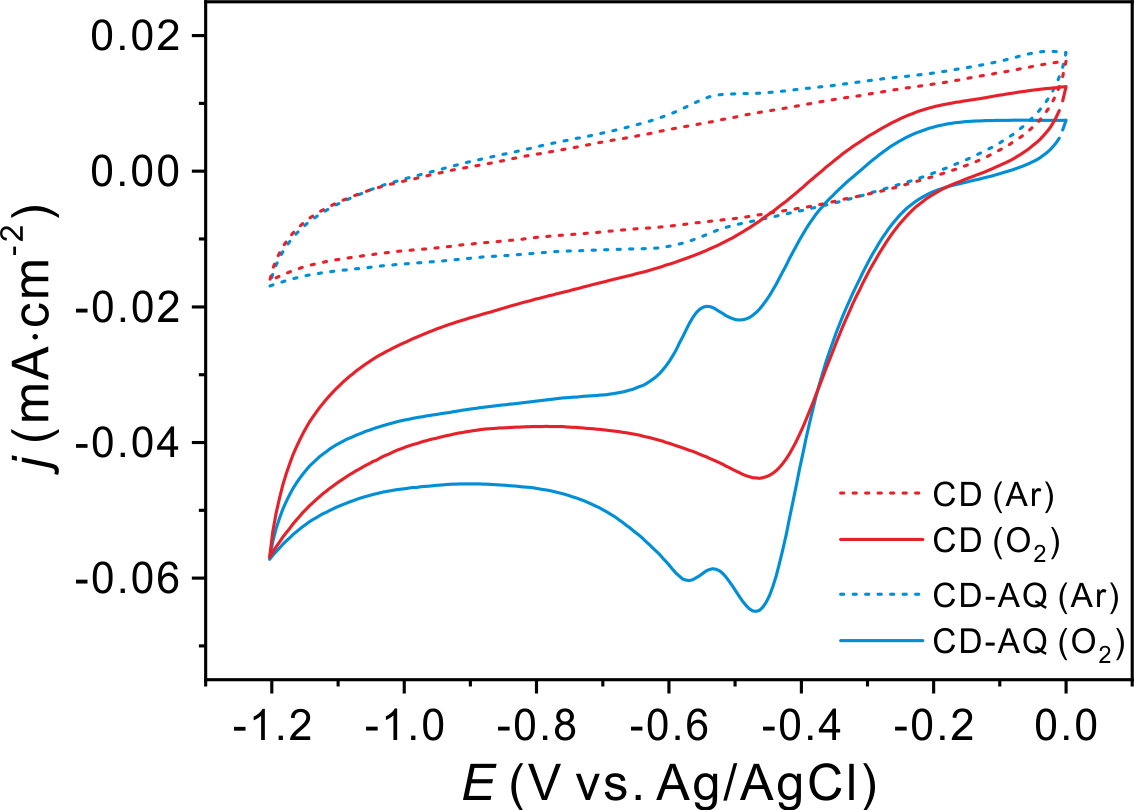 0.02
0.00
-0.02
-0.04
-0.06
j (mA·cm⁻²)
CD (Ar)
CD (O₂)
CD-AQ (Ar)
CD-AQ (O₂)
-1.2 -1.0 -0.8 -0.6 -0.4 -0.2 0.0
E (V vs. Ag/AgCl)